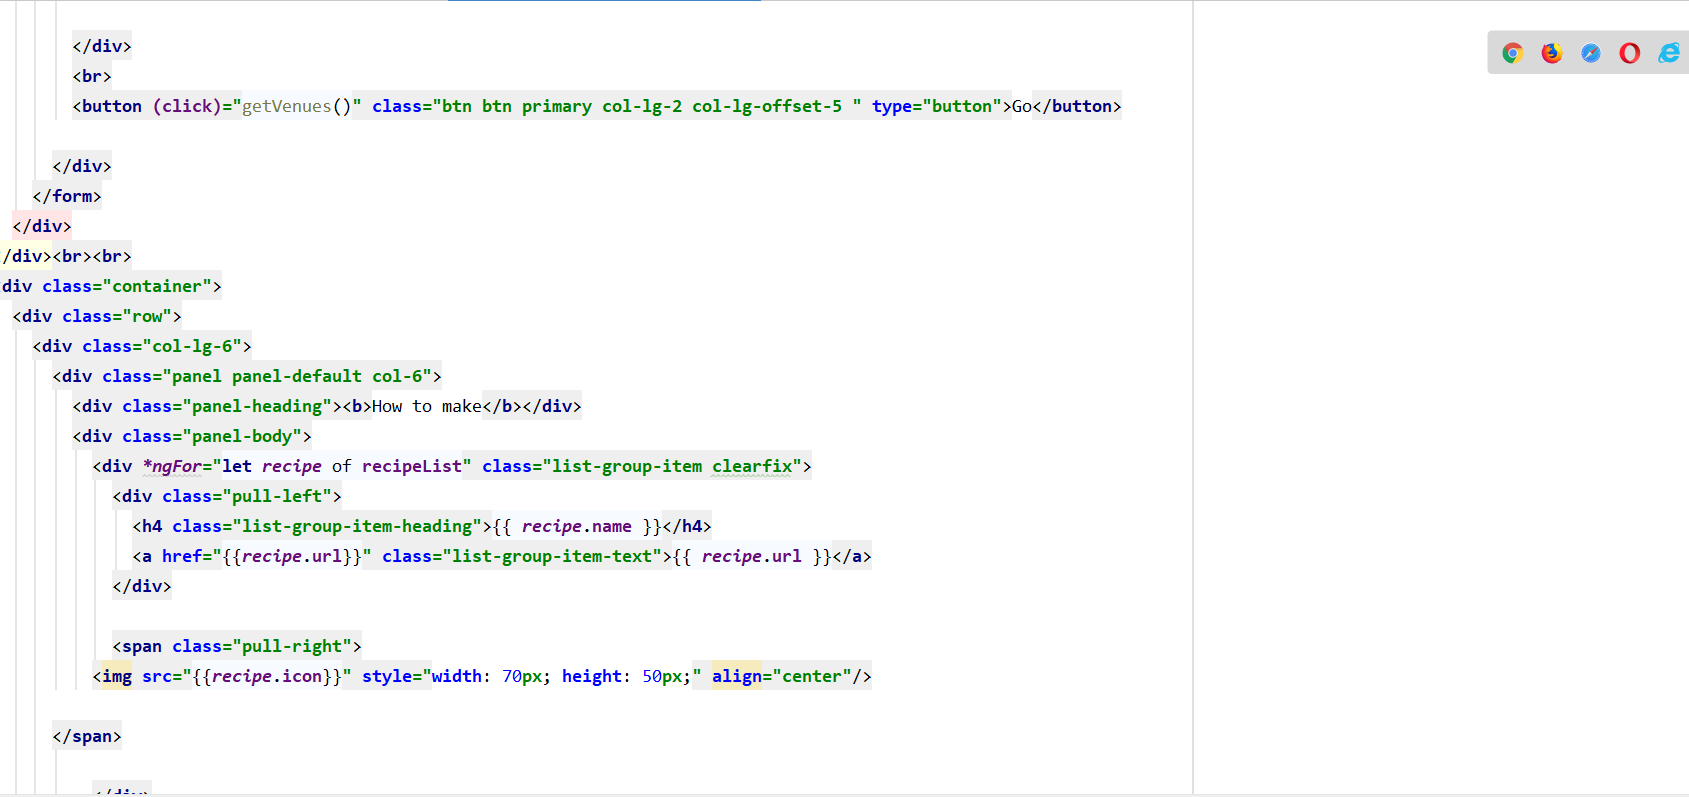 </div>
<br>
<button (click)="getVenues()" class="btn btn primary col-lg-2 col-lg-offset-5 " type="button">Go</button>
</div>
</form>
</div>
/div><br><br>
div class="container">
<div class="row">
<div class="col-lg-6">
<div class="panel panel-default col-6">
<div class="panel-heading"><b>How to make</b></div>
<div class="panel-body">
<div *ngFor="let recipe of recipeList" class="list-group-item clearfix">
<div class="pull-left">
<h4 class="list-group-item-heading">{{ recipe.name }}</h4>
<a href="{{recipe.url}}" class="list-group-item-text">{{ recipe.url }}</a>
</div>
<span class="pull-right">
<img src="{{recipe.icon}}" style="width: 70px; height: 50px;" align="center"/>
</span>